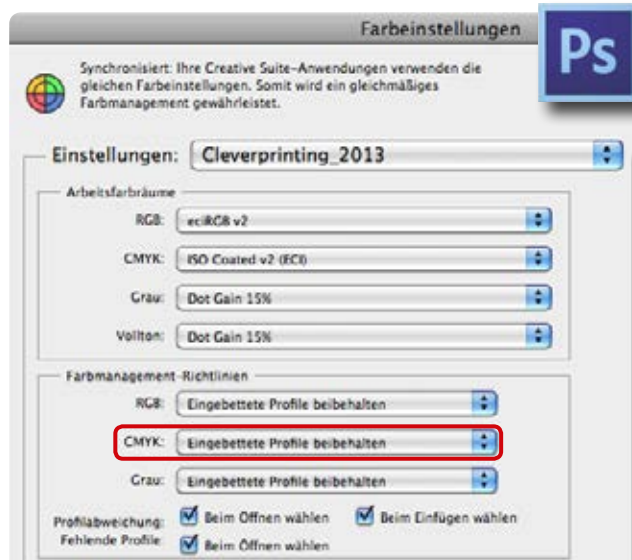 Farbeinstellungen
Ps
Synchronisiert: Ihre Creative Suite-Anwendungen verwenden die
gleichen Farbeinstellungen. Somit wird ein gleichmäßiges
Farbmanagement gewährleistet.
Einstellungen: Cleverprinting_2013
Arbeitsfarbräume
RGB: eciRGB v2
CMYK: ISO Coated v2 (ECI)
Grau: Dot Gain 15%
Vollton: Dot Gain 15%
Farbmanagement-Richtlinien
RGB: Eingebettete Profile beibehalten
CMYK: Eingebettete Profile beibehalten
Grau: Eingebettete Profile beibehalten
Profilabweichung: Beim Öffnen wählen Beim Einfügen wählen
Fehlende Profile: Beim Öffnen wählen